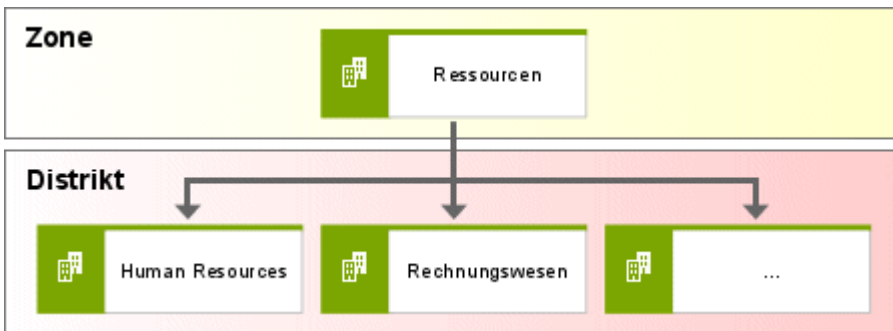 Zone
Ressourcen
Distrikt
Human Resources
Rechnungswesen
...